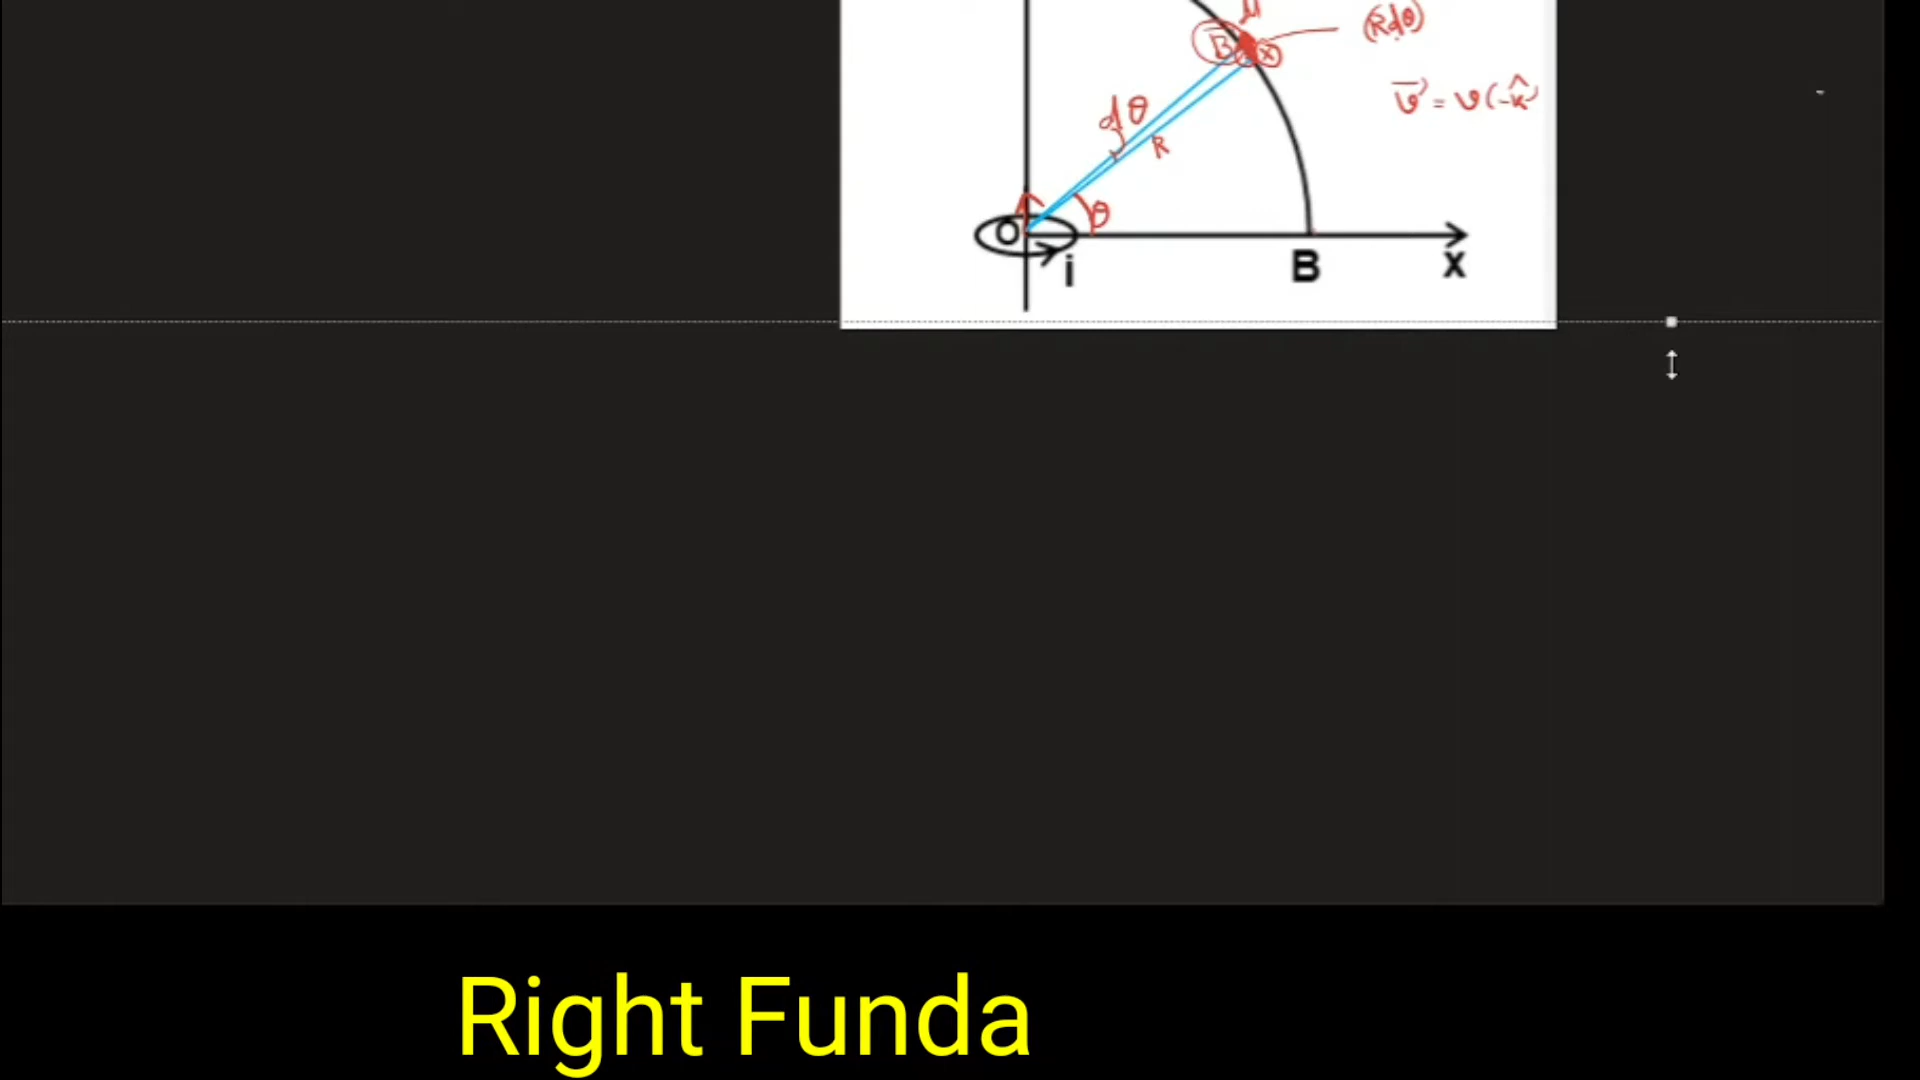 (Rdθ)
B
dθ
v⃗ = v(-k̂)
R
θ
O
i
B
x
Right Funda